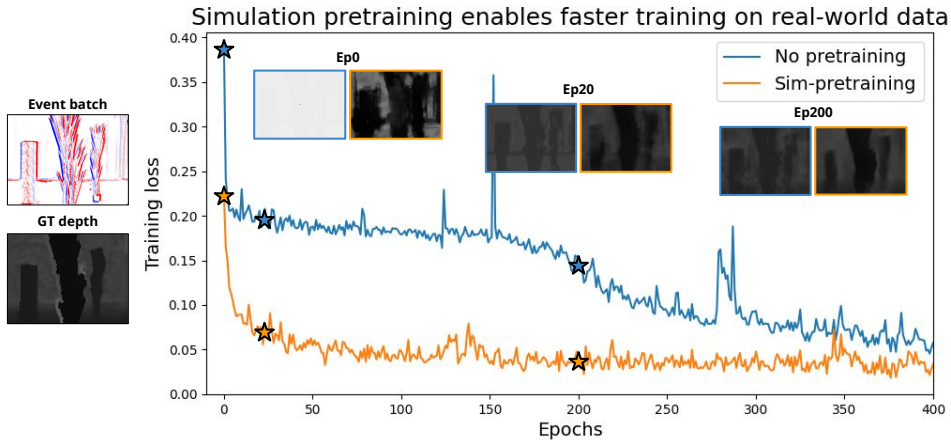 Simulation pretraining enables faster training on real-world data
Event batch
GT depth
Training loss
0.40
0.35
0.30
0.25
0.20
0.15
0.10
0.05
0.00
Ep0
Ep20
Ep200
No pretraining
Sim-pretraining
0
50
100
150
200
250
300
350
400
Epochs